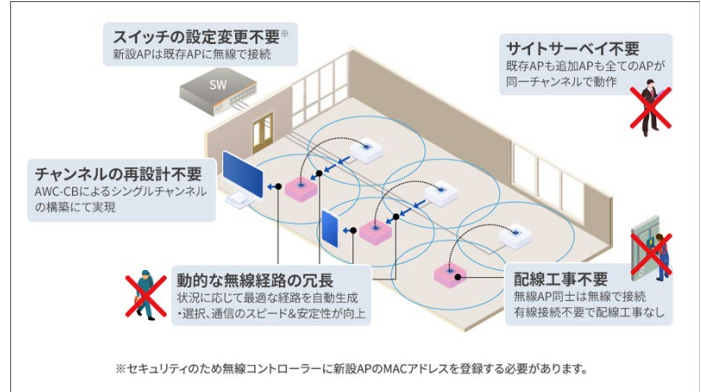 スイッチの設定変更不要※
新設APは既存APに無線で接続
SW
サイトサーベイ不要
既存APも追加APも全てのAPが
同一チャンネルで動作
チャンネルの再設計不要
AWC-CBによるシングルチャンネル
の構築にて実現
動的な無線経路の冗長
状況に応じて最適な経路を自動生成
・選択、通信のスピード&安定性が向上
配線工事不要
無線AP同士は無線で接続
有線接続不要で配線工事なし
※セキュリティのため無線コントローラーに新設APのMACアドレスを登録する必要があります。